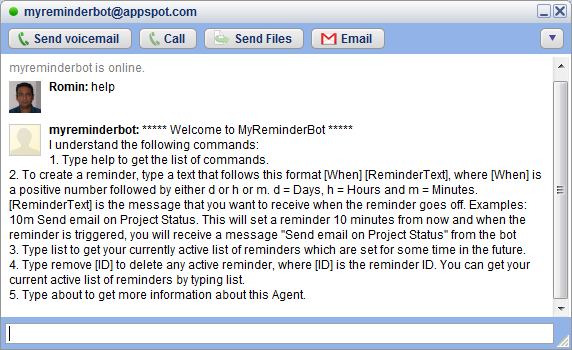 myreminderbot@appspot.com
Send voicemail
Call
Send Files
Email
myreminderbot is online.
Romin: help
myreminderbot: ***** Welcome to MyReminderBot *****
I understand the following commands:
1. Type help to get the list of commands.
2. To create a reminder, type a text that follows this format [When] [ReminderText], where [When] is
a positive number followed by either d or h or m. d = Days, h = Hours and m = Minutes.
[ReminderText] is the message that you want to receive when the reminder goes off. Examples:
10m Send email on Project Status. This will set a reminder 10 minutes from now and when the
reminder is triggered, you will receive a message "Send email on Project Status" from the bot
3. Type list to get your currently active list of reminders which are set for some time in the future.
4. Type remove [ID] to delete any active reminder, where [ID] is the reminder ID. You can get your
current active list of reminders by typing list.
5. Type about to get more information about this Agent.